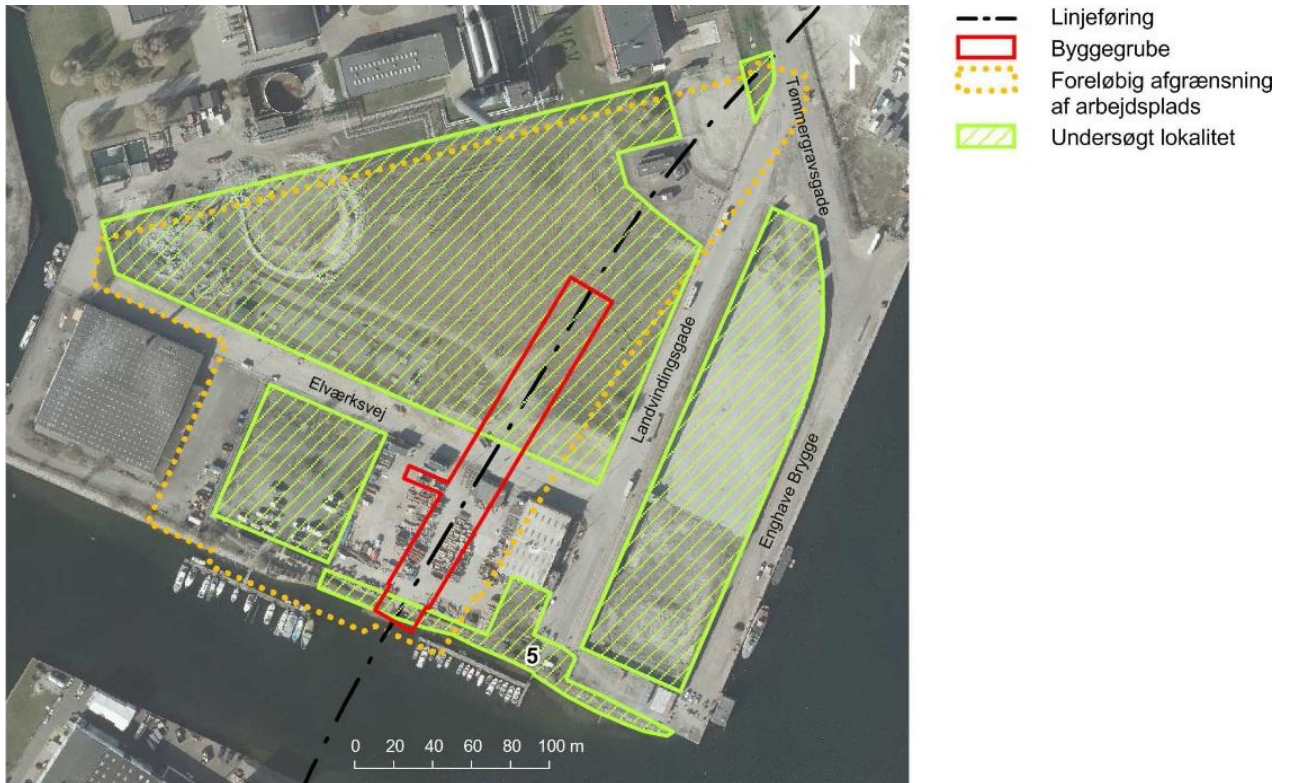 Linjeføring
Byggegrube
Foreløbig afgrænsning
af arbejdsplads
Undersøgt lokalitet
N
Tømmergravsgade
Landvindingsgade
Elværksvej
Enghave Brygge
5
0 20 40 60 80 100 m